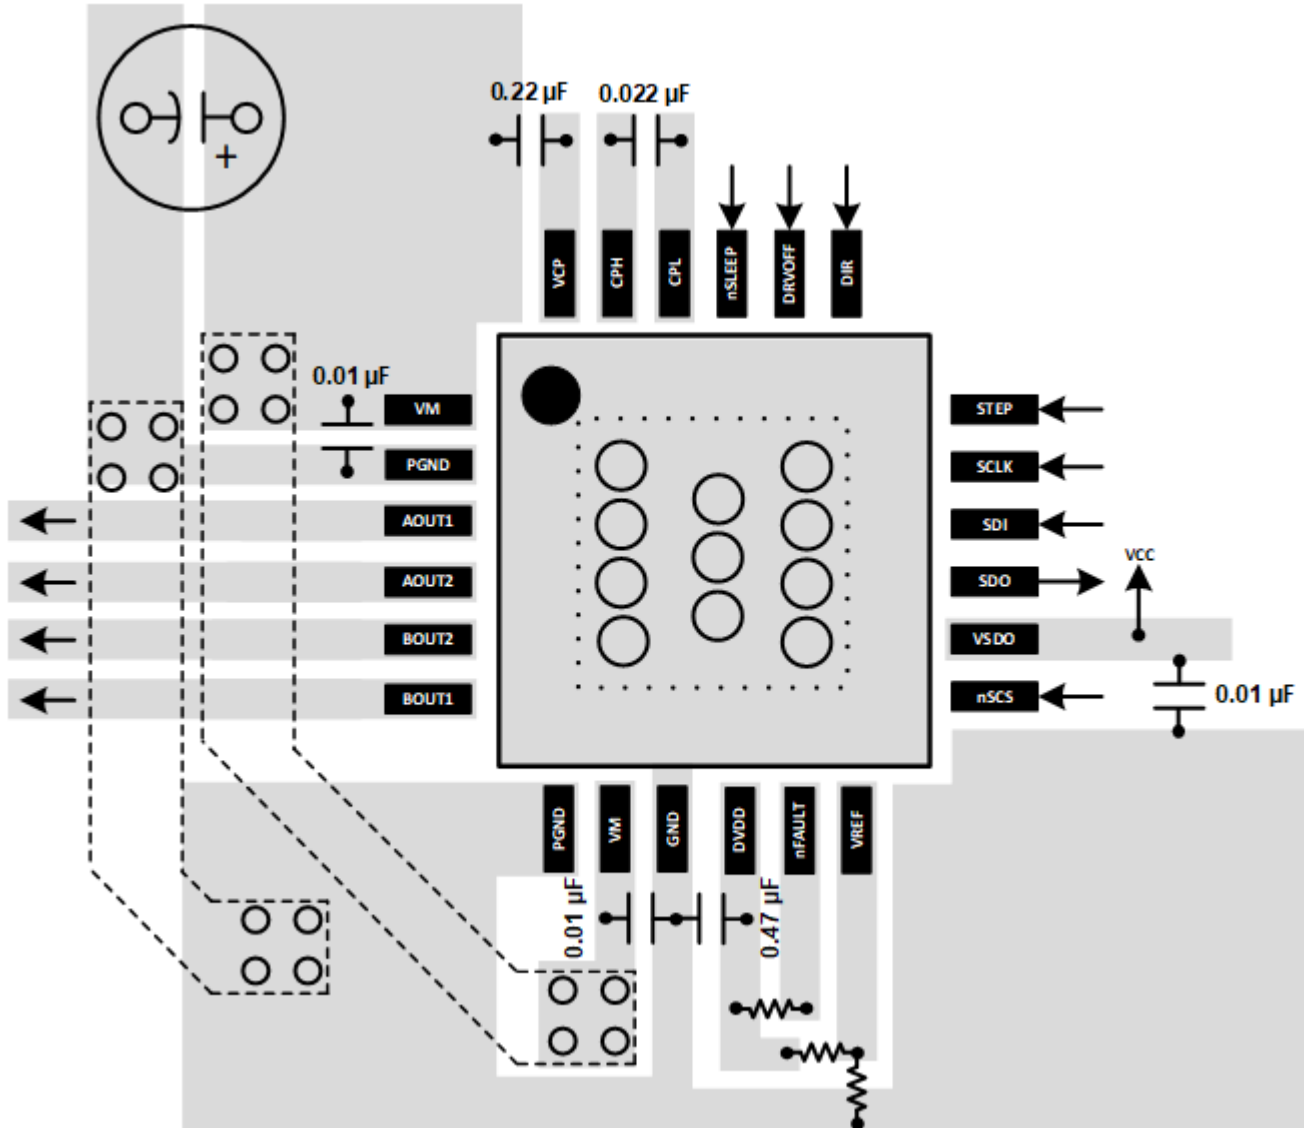 0.22 µF
0.022 µF
+
VCP
CPH
CPL
nSLEEP
DRVOFF
DIR
0.01 µF
VM
PGND
AOUT1
AOUT2
BOUT2
BOUT1
STEP
SCLK
SDI
SDO
VSDO
nSCS
VCC
0.01 µF
PGND
VM
GND
DVDD
nFAULT
VREF
0.01 µF
0.47 µF